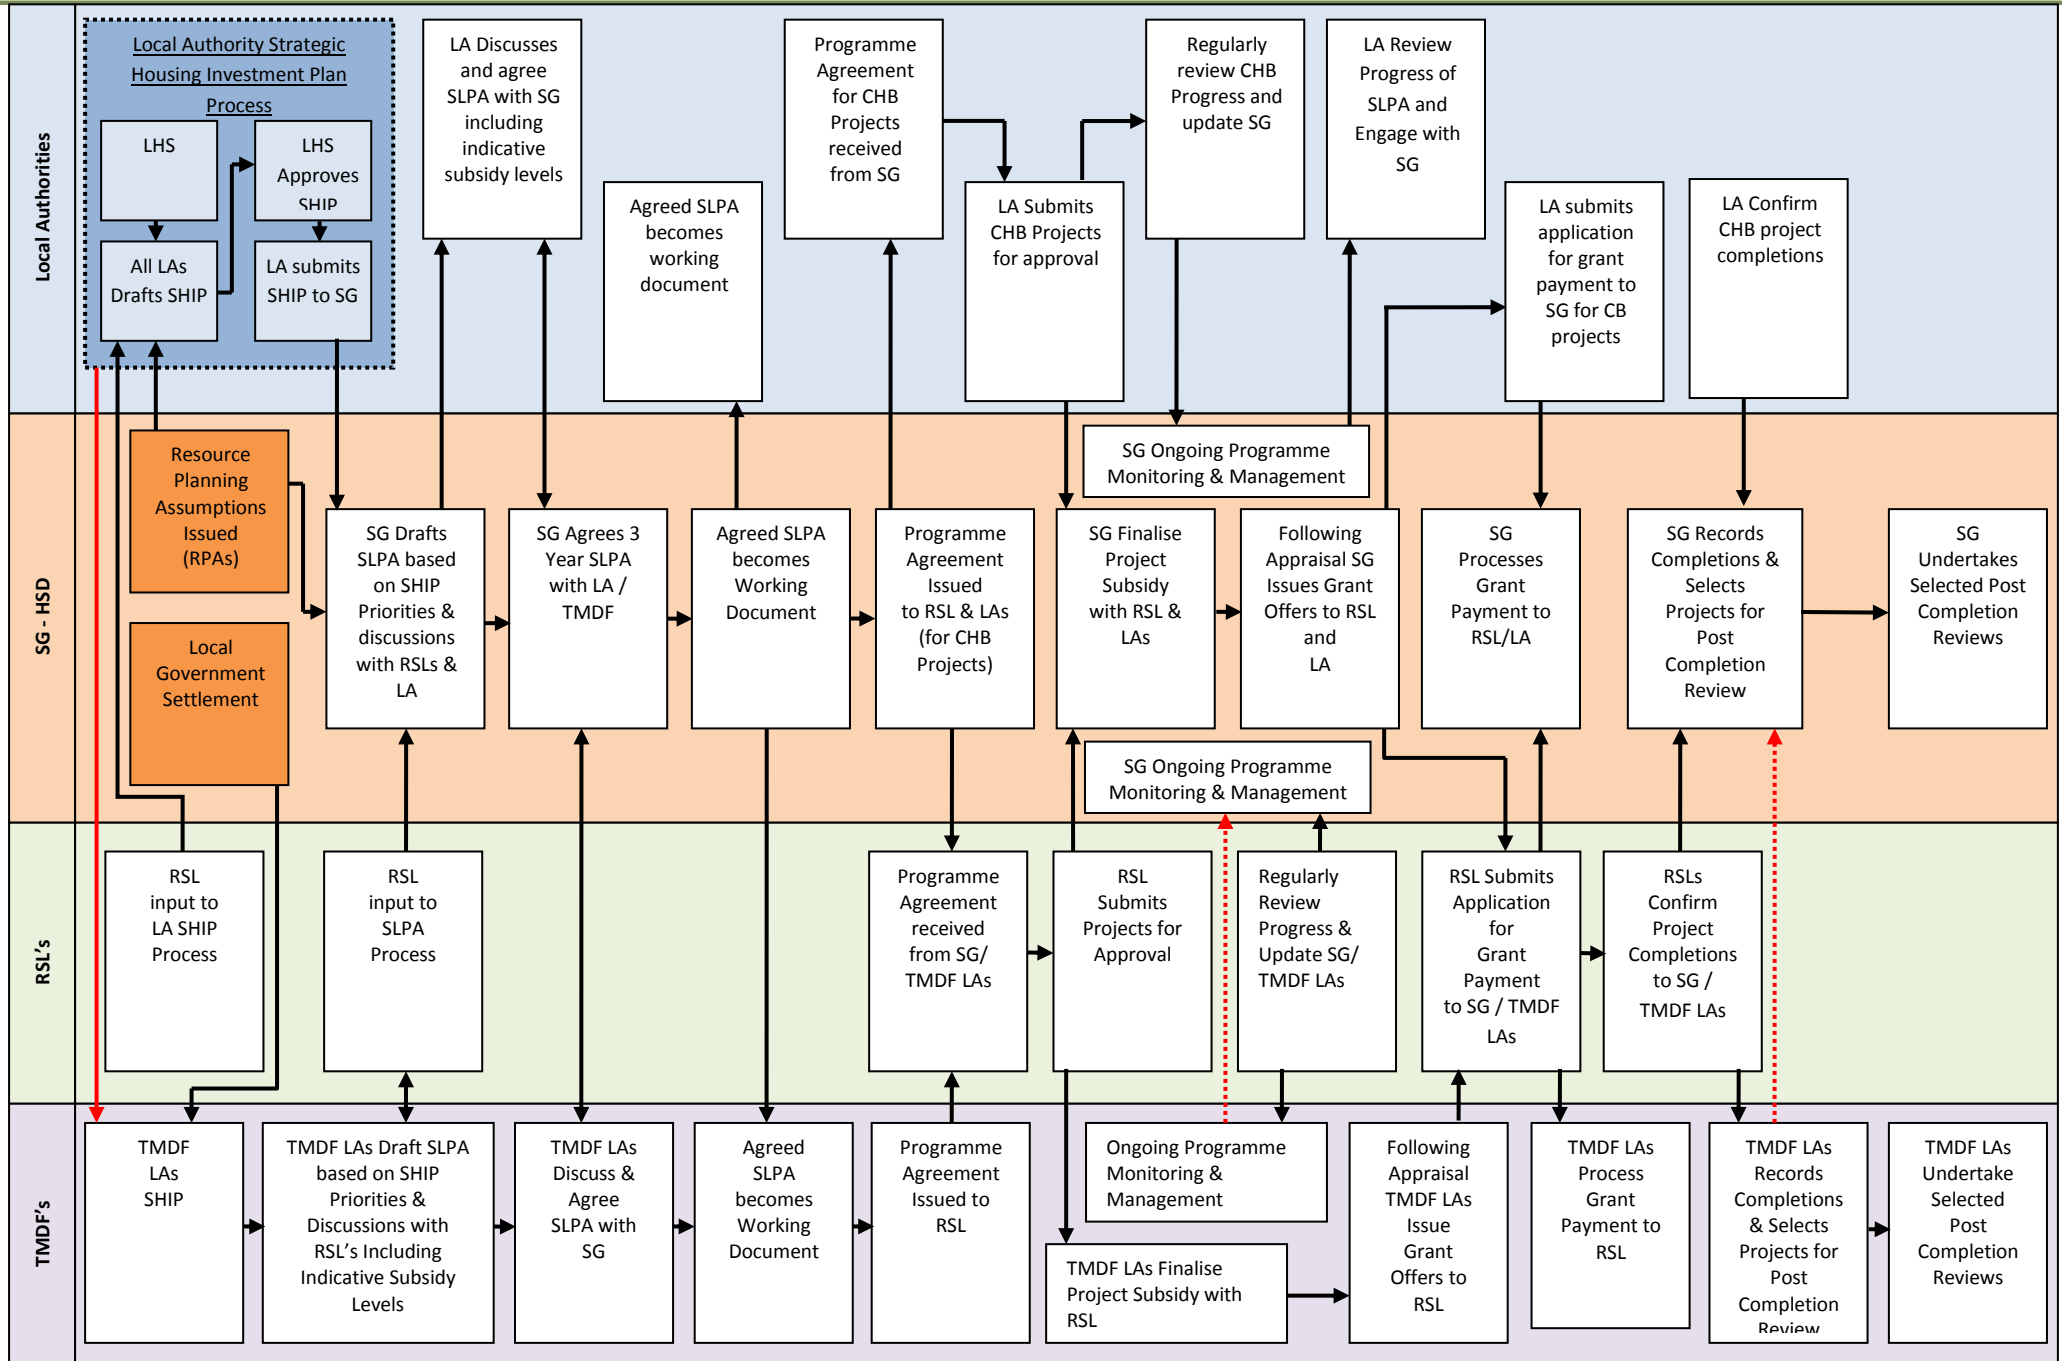 Local Authorities
Local Authority Strategic
Housing Investment Plan
Process
LHS
LHS
Approves
SHIP
All LAs
Drafts SHIP
LA submits
SHIP to SG
LA Discusses
and agree
SLPA with SG
including
indicative
subsidy levels
Agreed SLPA
becomes
working
document
Programme
Agreement
for CHB
Projects
received
from SG
LA Submits
CHB Projects
for approval
Regularly
review CHB
Progress and
update SG
LA Review
Progress of
SLPA and
Engage with
SG
LA submits
application
for grant
payment to
SG for CB
projects
LA Confirm
CHB project
completions
SG - HSD
Resource
Planning
Assumptions
Issued
(RPAs)
Local
Government
Settlement
SG Drafts
SLPA based
on SHIP
Priorities &
discussions
with RSLs &
LA
SG Agrees 3
Year SLPA
with LA /
TMDF
Agreed SLPA
becomes
Working
Document
Programme
Agreement
Issued
to RSL & LAs
(for CHB
Projects)
SG Ongoing Programme
Monitoring & Management
SG Finalise
Project
Subsidy
with RSL &
LAs
Following
Appraisal SG
Issues Grant
Offers to RSL
and
LA
SG Ongoing Programme
Monitoring & Management
SG
Processes
Grant
Payment to
RSL/LA
SG Records
Completions &
Selects
Projects for
Post
Completion
Review
SG
Undertakes
Selected Post
Completion
Reviews
RSL's
RSL
input to
LA SHIP
Process
RSL
input to
SLPA
Process
Programme
Agreement
received
from SG/
TMDF LAs
RSL
Submits
Projects for
Approval
Regularly
Review
Progress &
Update SG/
TMDF LAs
RSL Submits
Application
for
Grant
Payment
to SG / TMDF
LAs
RSLs
Confirm
Project
Completions
to SG /
TMDF LAs
TMDF's
TMDF
LAs
SHIP
TMDF LAs Draft SLPA
based on SHIP
Priorities &
Discussions with
RSL's Including
Indicative Subsidy
Levels
TMDF LAs
Discuss &
Agree
SLPA with
SG
Agreed
SLPA
becomes
Working
Document
Programme
Agreement
Issued to
RSL
Ongoing Programme
Monitoring &
Management
TMDF LAs Finalise
Project Subsidy with
RSL
Following
Appraisal
TMDF LAs
Issue
Grant
Offers to
RSL
TMDF LAs
Process
Grant
Payment to
RSL
TMDF LAs
Records
Completions
& Selects
Projects for
Post
Completion
Review
TMDF LAs
Undertake
Selected
Post
Completion
Reviews